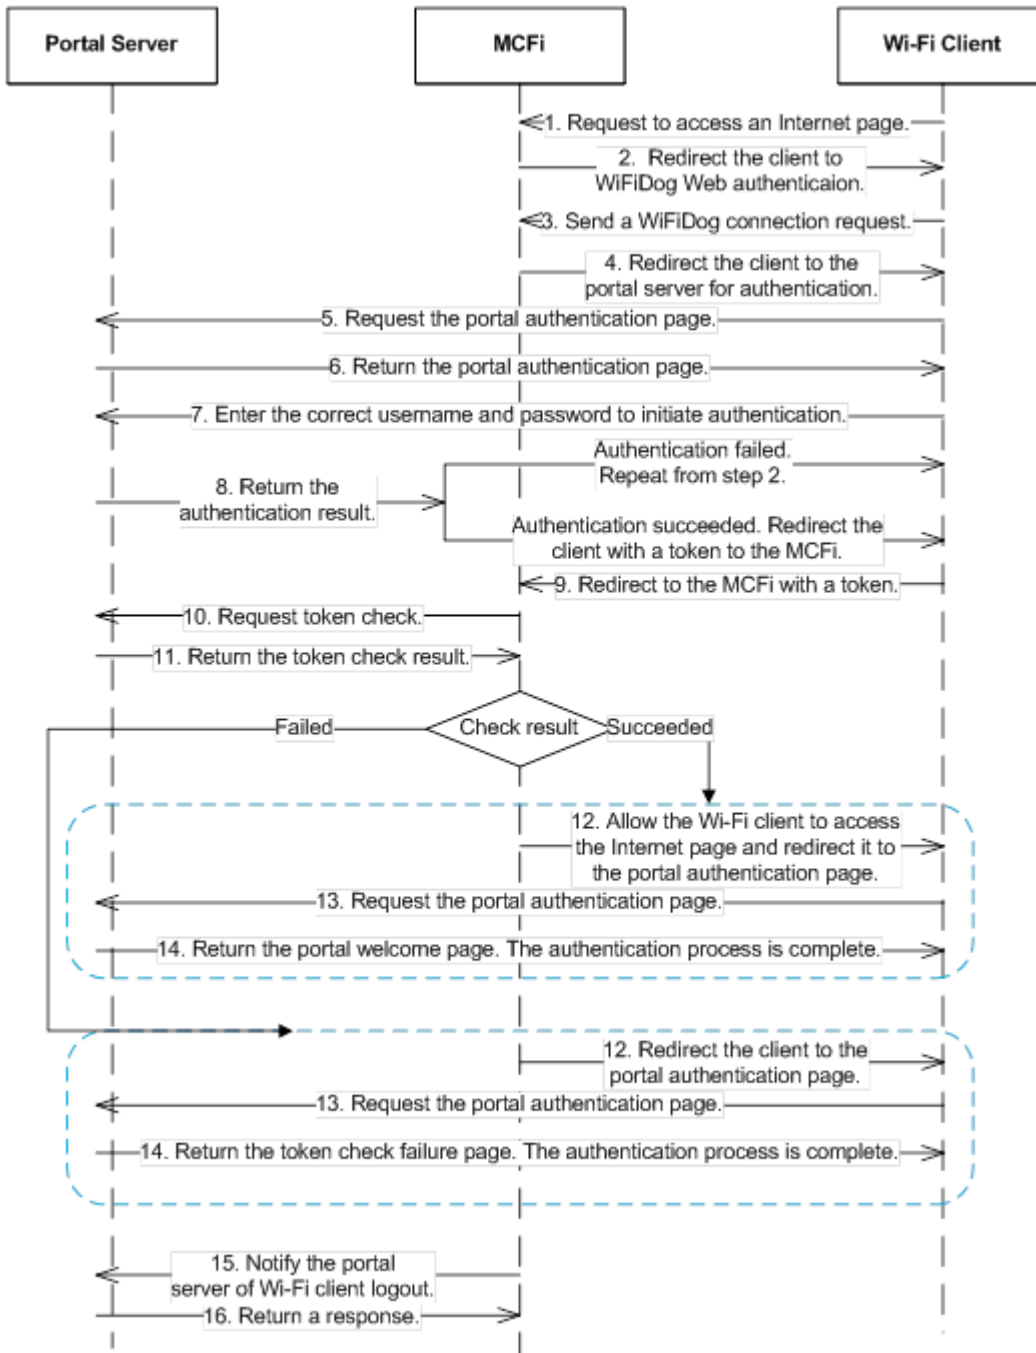 Portal Server
MCFi
Wi-Fi Client
1. Request to access an Internet page.
2. Redirect the client to
WiFiDog Web authenticaion.
3. Send a WiFiDog connection request.
4. Redirect the client to the
portal server for authentication.
5. Request the portal authentication page.
6. Return the portal authentication page.
7. Enter the correct username and password to initiate authentication.
Authentication failed.
Repeat from step 2.
8. Return the
authentication result.
Authentication succeeded. Redirect the
client with a token to the MCFi.
9. Redirect to the MCFi with a token.
10. Request token check.
11. Return the token check result.
Failed
Check result
Succeeded
12. Allow the Wi-Fi client to access
the Internet page and redirect it to
the portal authentication page.
13. Request the portal authentication page.
14. Return the portal welcome page. The authentication process is complete.
12. Redirect the client to the
portal authentication page.
13. Request the portal authentication page.
14. Return the token check failure page. The authentication process is complete.
15. Notify the portal
server of Wi-Fi client logout.
16. Return a response.